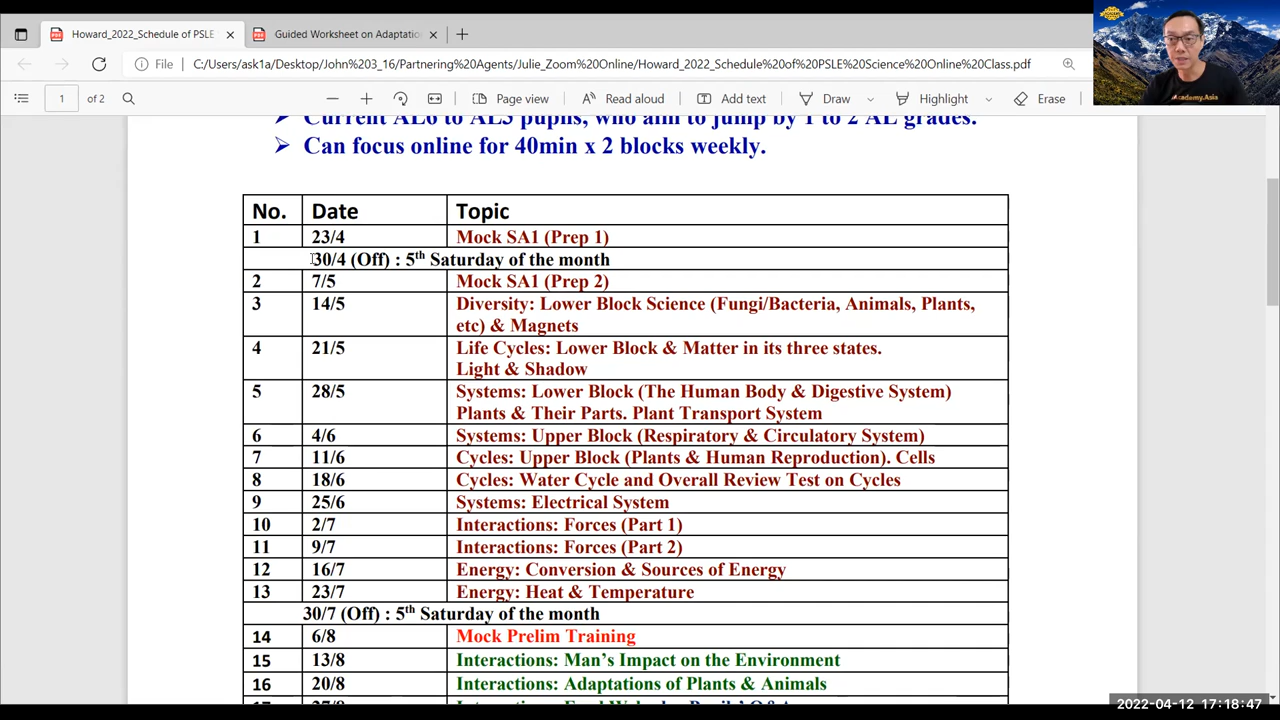 Howard_2022_Schedule of PSLE
Guided Worksheet on Adaptatio
File C:/Users/ask1a/Desktop/John%203_16/Partnering%20Agents/Julie_Zoom%20Online/Howard_2022_Schedule%20of%20PSLE%20Science%20Online%20Class.pdf
1 of 2
Page view
Read aloud
Add text
Draw
Highlight
Erase
cademy.Asia
Current AL6 to AL5 pupils, who aim to jump by 1 to 2 AL grades.
➢ Can focus online for 40min x 2 blocks weekly.
No. Date Topic
1 23/4 Mock SA1 (Prep 1)
30/4 (Off) : 5th Saturday of the month
2 7/5 Mock SA1 (Prep 2)
3 14/5 Diversity: Lower Block Science (Fungi/Bacteria, Animals, Plants,
etc) & Magnets
4 21/5 Life Cycles: Lower Block & Matter in its three states.
Light & Shadow
5 28/5 Systems: Lower Block (The Human Body & Digestive System)
Plants & Their Parts. Plant Transport System
6 4/6 Systems: Upper Block (Respiratory & Circulatory System)
7 11/6 Cycles: Upper Block (Plants & Human Reproduction). Cells
8 18/6 Cycles: Water Cycle and Overall Review Test on Cycles
9 25/6 Systems: Electrical System
10 2/7 Interactions: Forces (Part 1)
11 9/7 Interactions: Forces (Part 2)
12 16/7 Energy: Conversion & Sources of Energy
13 23/7 Energy: Heat & Temperature
30/7 (Off) : 5th Saturday of the month
14 6/8 Mock Prelim Training
15 13/8 Interactions: Man's Impact on the Environment
16 20/8 Interactions: Adaptations of Plants & Animals
2022-04-12 17:18:47